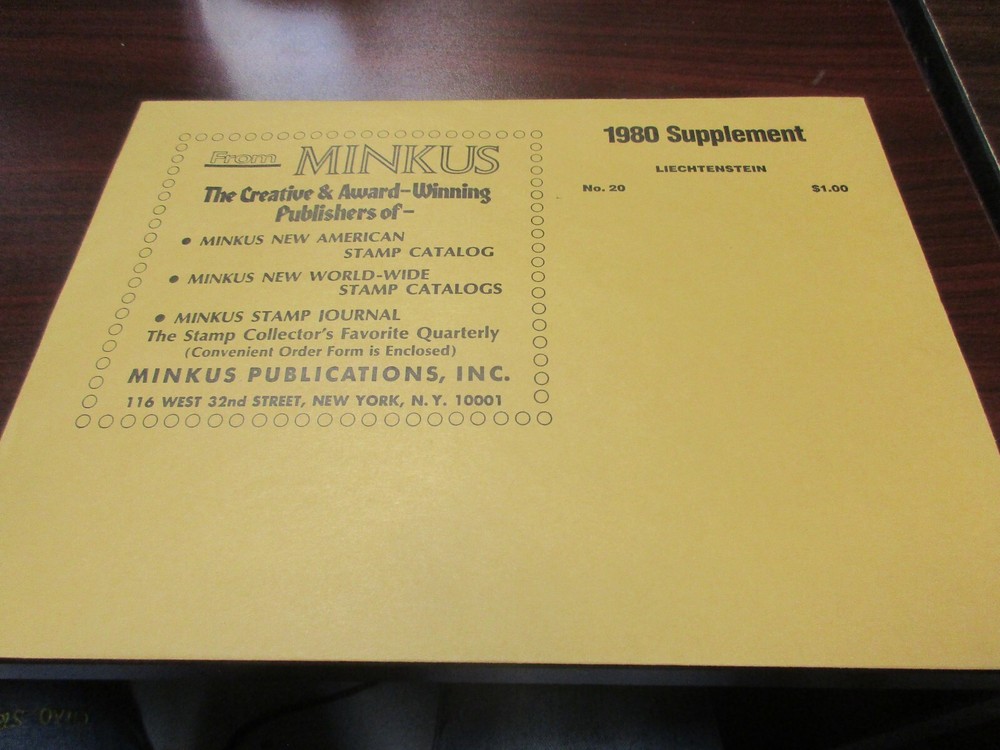 From MINKUS
The Creative & Award-Winning
Publishers of-
• MINKUS NEW AMERICAN
STAMP CATALOG
• MINKUS NEW WORLD-WIDE
STAMP CATALOGS
• MINKUS STAMP JOURNAL
The Stamp Collector's Favorite Quarterly
(Convenient Order Form is Enclosed)
MINKUS PUBLICATIONS, INC.
116 WEST 32nd STREET, NEW YORK, N.Y. 10001
1980 Supplement
LIECHTENSTEIN
No. 20 $1.00